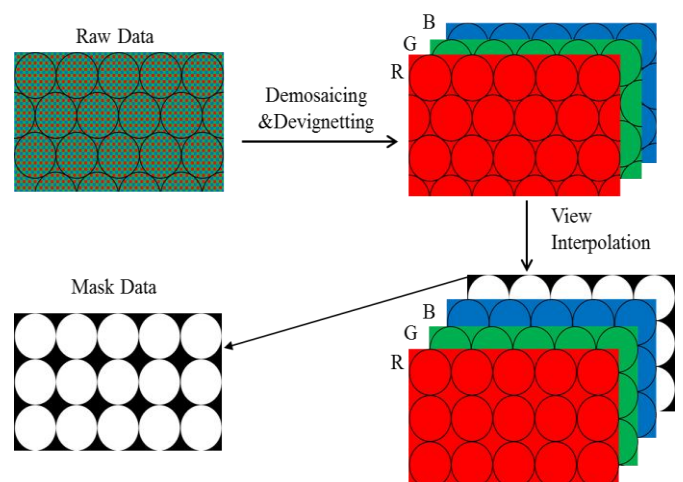 Raw Data
B
G
R
Demosaicing
&Devignetting
View
Interpolation
Mask Data
B
G
R